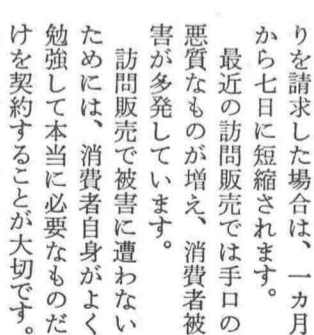 りを請求した場合は、一カ月
から七日に短縮されます。
最近の訪問販売では手口の
悪質なものが増え、消費者被
害が多発しています。
訪問販売で被害に遭わない
ためには、消費者自身がよく
勉強して本当に必要なものだ
けを契約することが大切です。